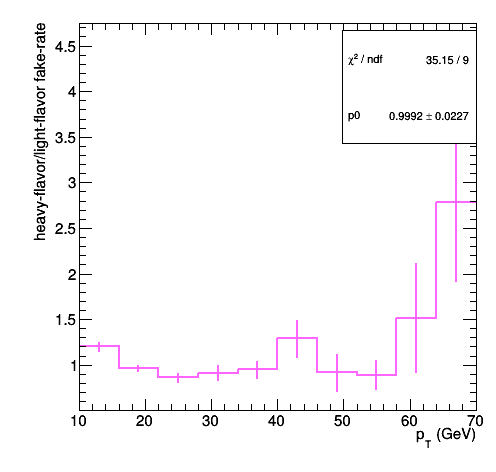 heavy-flavor/light-flavor fake-rate
χ² / ndf 35.15 / 9
p0 0.9992 ± 0.0227
4.5
4
3.5
3
2.5
2
1.5
1
10 20 30 40 50 60 70
p_T (GeV)